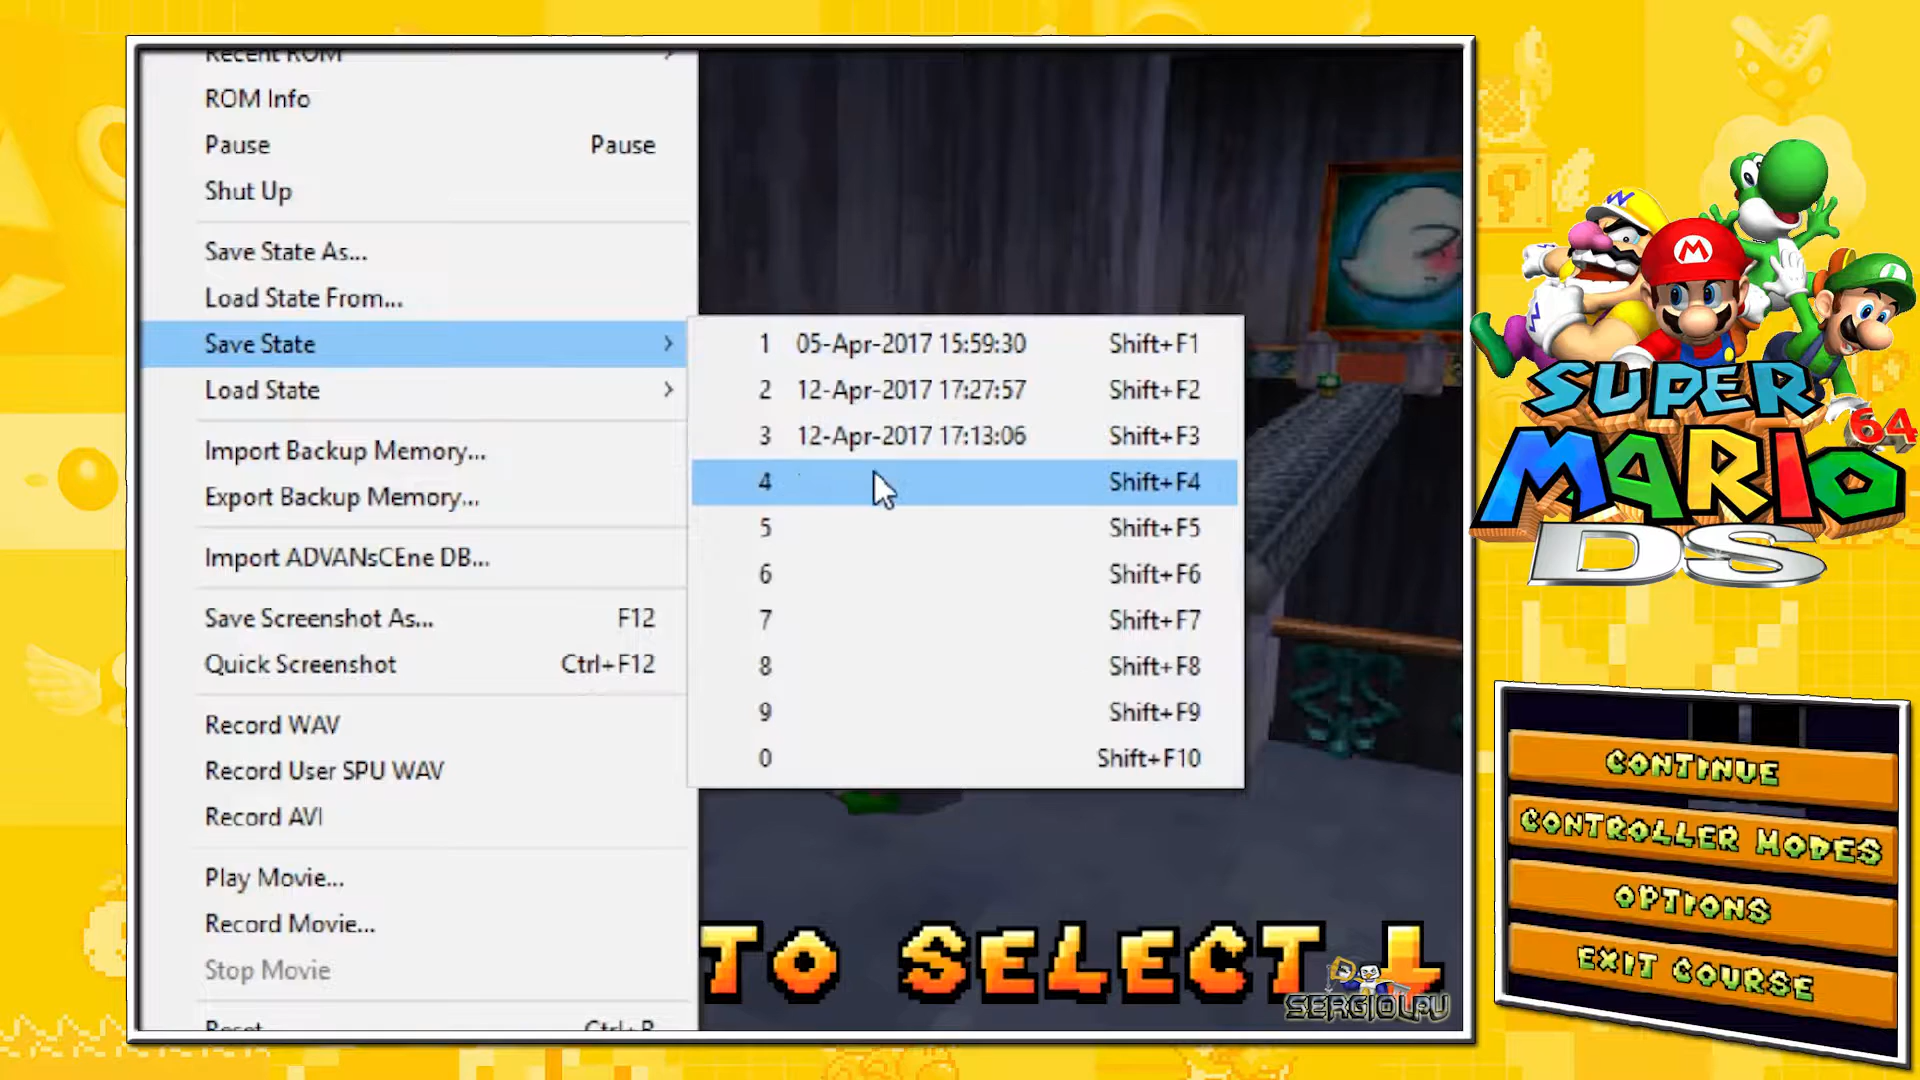 Recent ROM
ROM Info
Pause Pause
Shut Up
Save State As...
Load State From...
Save State
Load State
Import Backup Memory...
Export Backup Memory...
Import ADVANsCEne DB...
Save Screenshot As... F12
Quick Screenshot Ctrl+F12
Record WAV
Record User SPU WAV
Record AVI
Play Movie...
Record Movie...
Stop Movie
Reset Ctrl+R
1 05-Apr-2017 15:59:30 Shift+F1
2 12-Apr-2017 17:27:57 Shift+F2
3 12-Apr-2017 17:13:06 Shift+F3
4 Shift+F4
5 Shift+F5
6 Shift+F6
7 Shift+F7
8 Shift+F8
9 Shift+F9
0 Shift+F10
TO SELECT
SERGIOLPU
SUPER
MARIO 64
DS
CONTINUE
CONTROLLER MODES
OPTIONS
EXIT COURSE